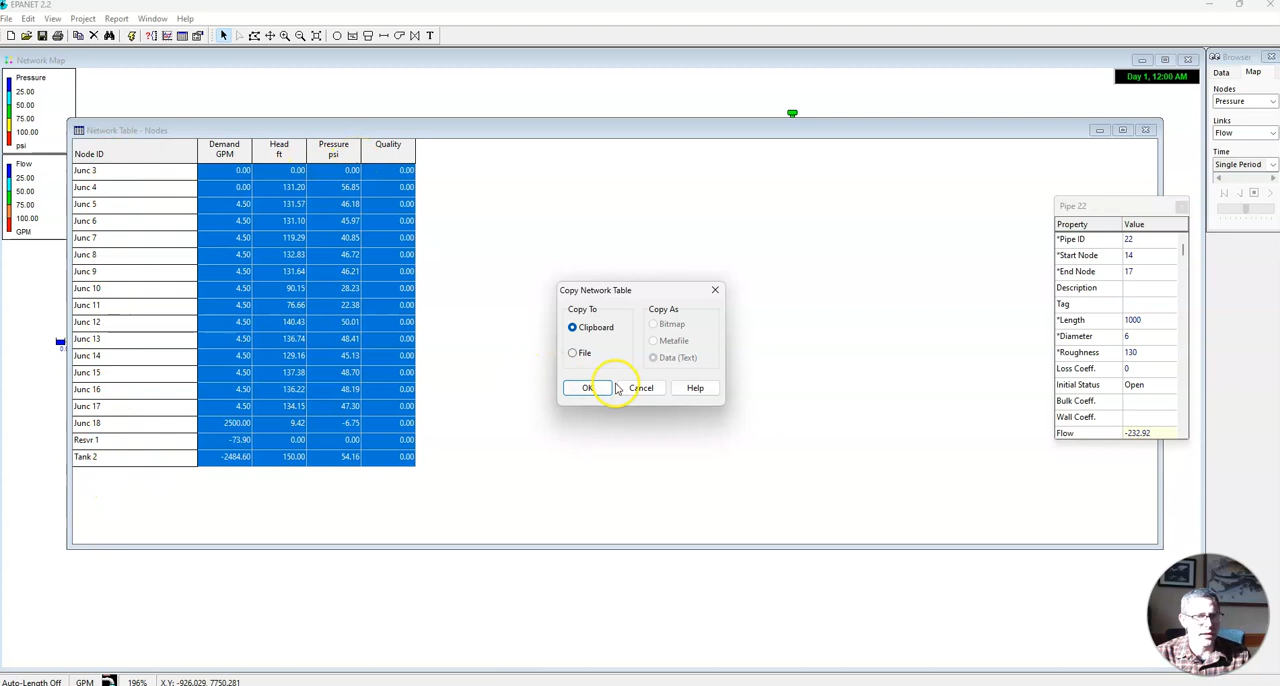 EPANET 2.2
File Edit View Project Report Window Help
Network Map
Browser
Pressure
25.00
50.00
75.00
100.00
psi
Flow
25.00
50.00
75.00
100.00
GPM
Day 1, 12:00 AM
Data Map
Nodes
Pressure
Links
Flow
Time
Single Period
Network Table - Nodes
Node ID Demand GPM Head ft Pressure psi Quality
Junc 3 0.00 0.00 0.00 0.00
Junc 4 0.00 131.20 56.85 0.00
Junc 5 4.50 131.57 46.18 0.00
Junc 6 4.50 131.10 45.97 0.00
Junc 7 4.50 119.29 40.85 0.00
Junc 8 4.50 132.83 46.72 0.00
Junc 9 4.50 131.64 46.21 0.00
Junc 10 4.50 90.15 28.23 0.00
Junc 11 4.50 76.66 22.38 0.00
Junc 12 4.50 140.43 50.01 0.00
Junc 13 4.50 136.74 48.41 0.00
Junc 14 4.50 129.16 45.13 0.00
Junc 15 4.50 137.38 48.70 0.00
Junc 16 4.50 136.22 48.19 0.00
Junc 17 4.50 134.15 47.30 0.00
Junc 18 2500.00 9.42 -6.75 0.00
Resvr 1 -73.90 0.00 0.00 0.00
Tank 2 -2484.60 150.00 54.16 0.00
Copy Network Table
Copy To Copy As
Clipboard Bitmap
Metafile
File Data (Text)
OK Cancel Help
Pipe 22
Property Value
*Pipe ID 22
*Start Node 14
*End Node 17
Description
Tag
*Length 1000
*Diameter 6
*Roughness 130
Loss Coeff. 0
Initial Status Open
Bulk Coeff.
Wall Coeff.
Flow -232.92
Auto-Length Off GPM 196% X,Y: -926.029, 7750.281